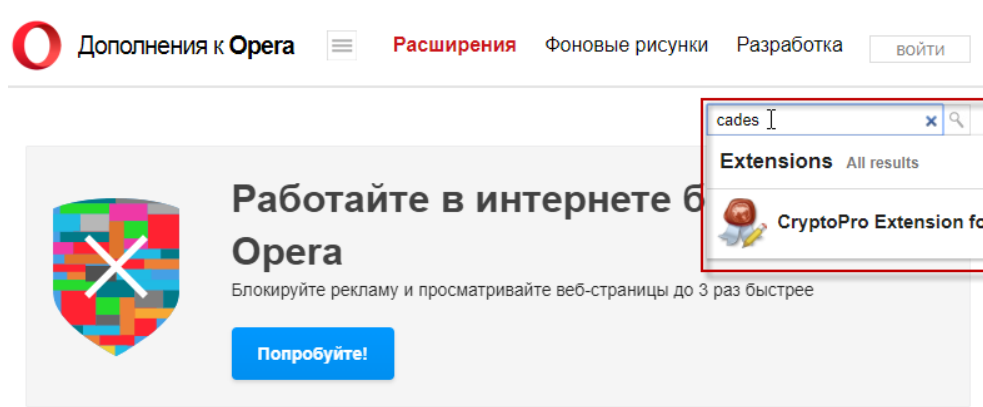 Дополнения к Opera Расширения Фоновые рисунки Разработка войти
cades
Extensions All results
CryptoPro Extension fo
Работайте в интернете б
Opera
Блокируйте рекламу и просматривайте веб-страницы до 3 раз быстрее
Попробуйте!